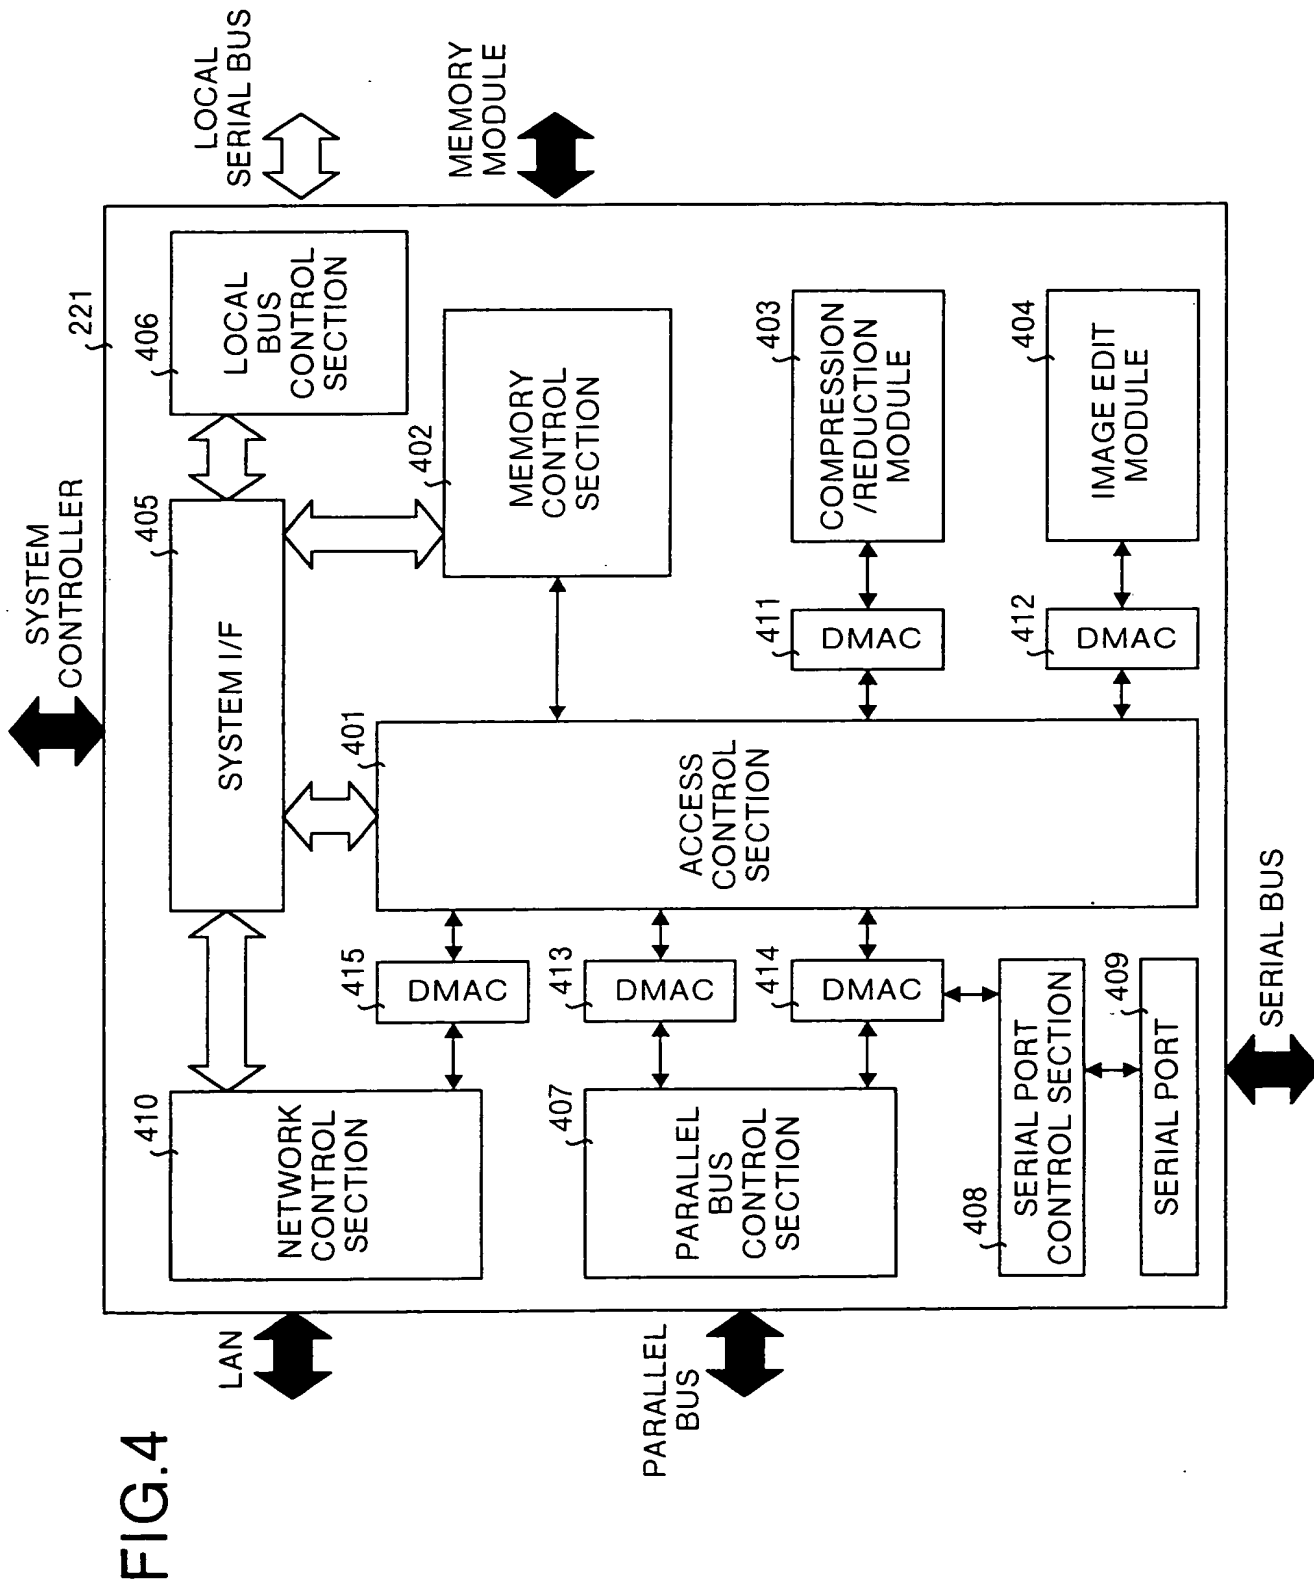 FIG.4
SYSTEM
CONTROLLER
221
LOCAL
SERIAL BUS
MEMORY
MODULE
LAN
PARALLEL
BUS
SERIAL BUS
410
NETWORK
CONTROL
SECTION
405
SYSTEM I/F
406
LOCAL
BUS
CONTROL
SECTION
415
DMAC
401
ACCESS
CONTROL
SECTION
402
MEMORY
CONTROL
SECTION
407
PARALLEL
BUS
CONTROL
SECTION
413
DMAC
414
DMAC
411
DMAC
403
COMPRESSION
/REDUCTION
MODULE
408
SERIAL PORT
CONTROL SECTION
409
SERIAL PORT
412
DMAC
404
IMAGE EDIT
MODULE